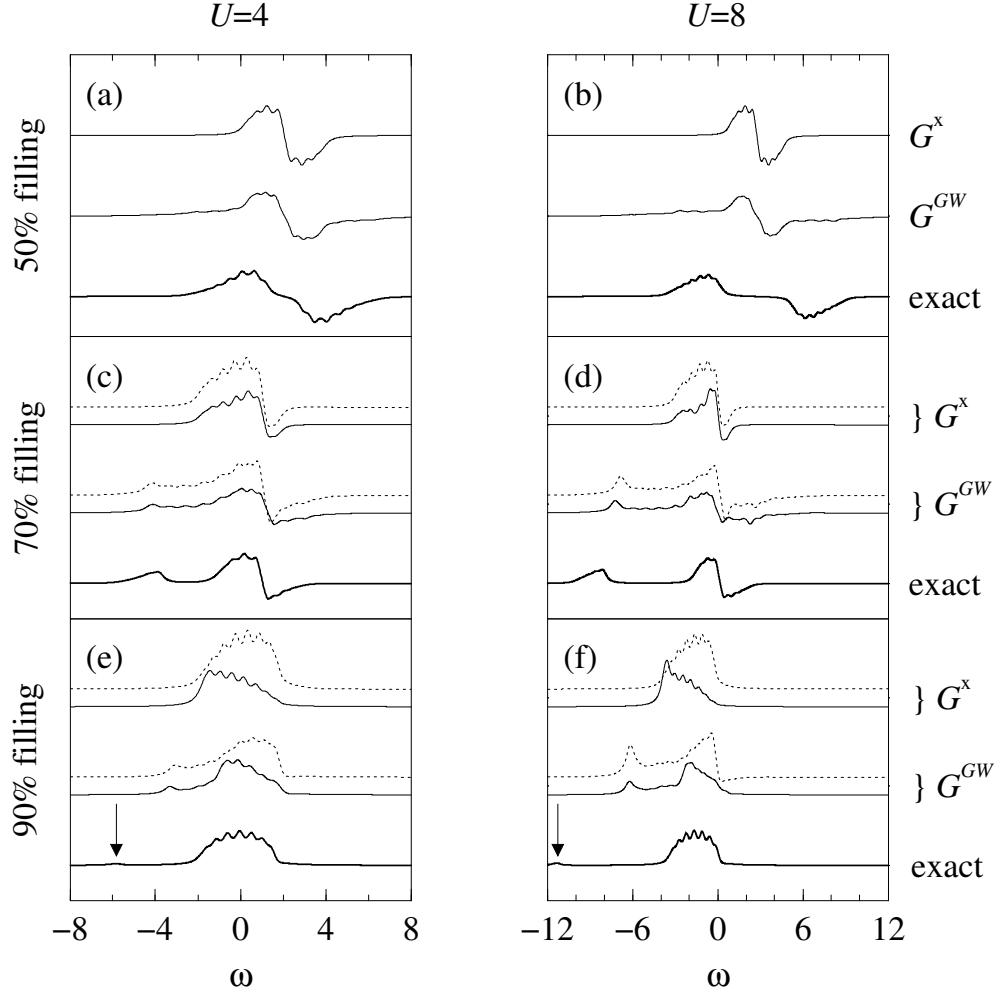 U=4 U=8
50% filling
(a) (b)
G^x
G^GW
exact
70% filling
(c) (d)
} G^x
} G^GW
exact
90% filling
(e) (f)
} G^x
} G^GW
exact
−8 −4 0 4 8 −12 −6 0 6 12
ω ω